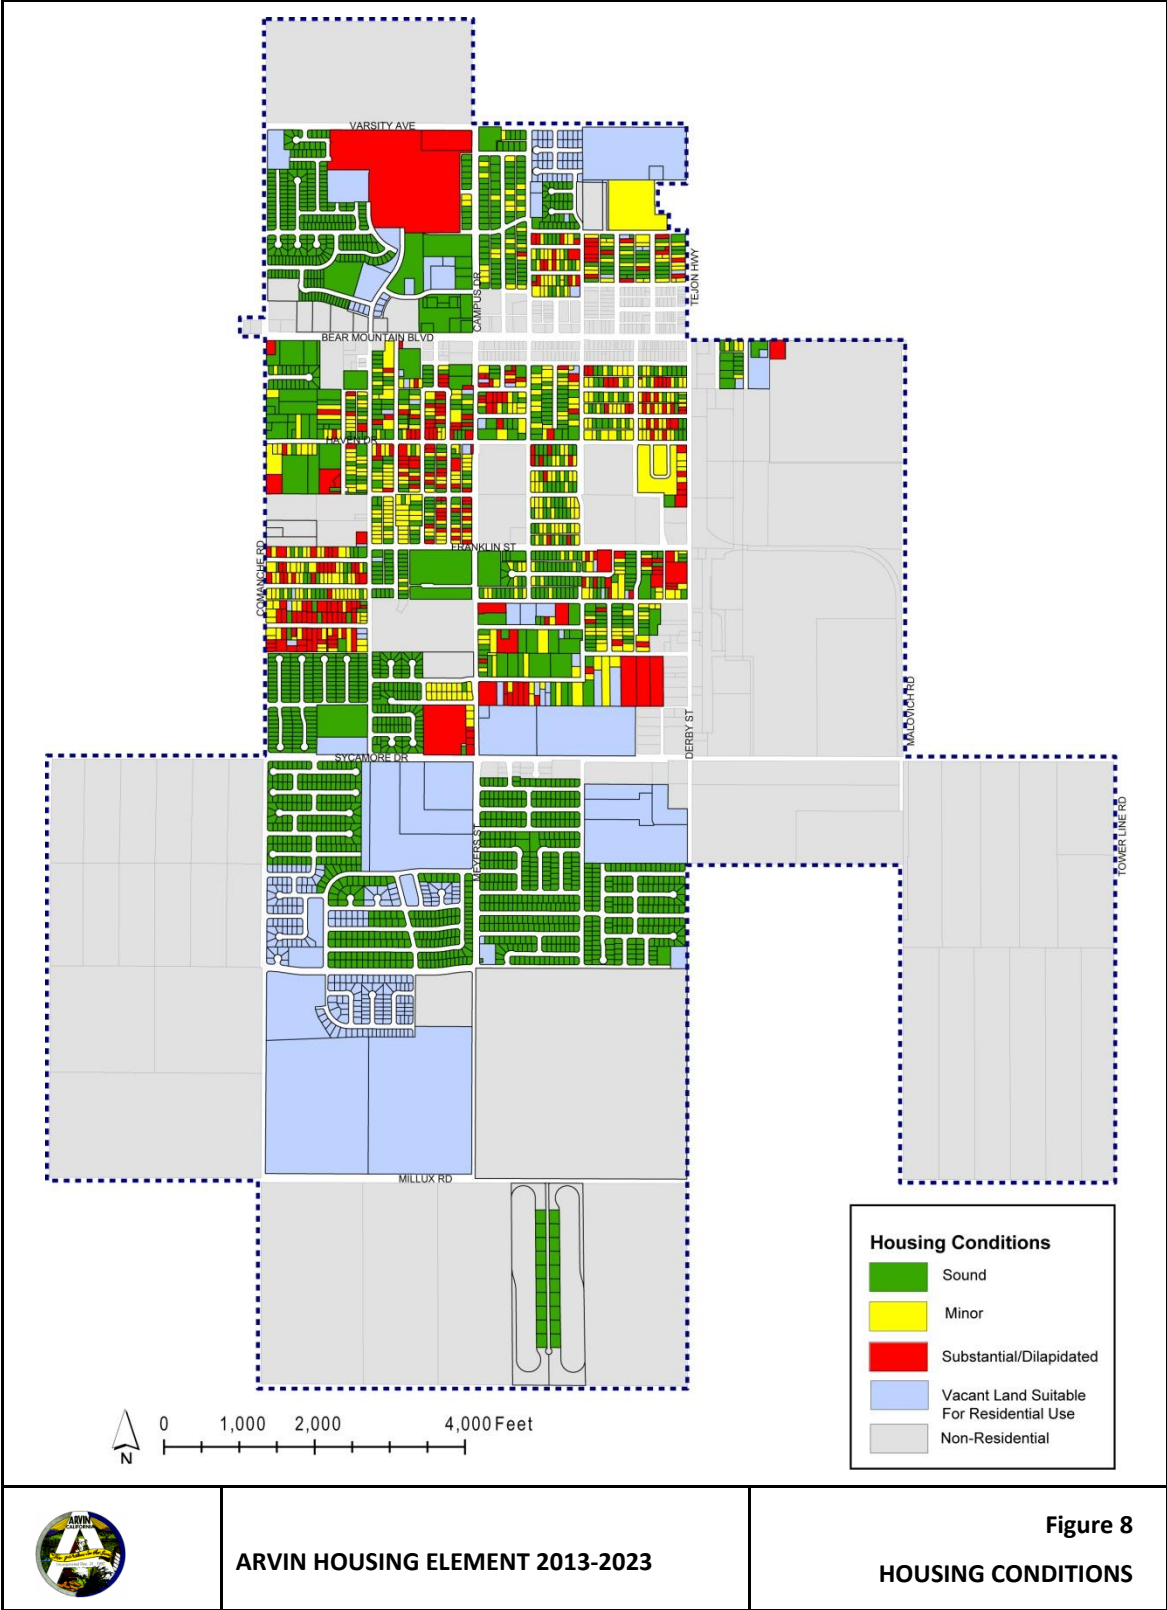 VARSITY AVE
CAMPUS DR
TEJON HWY
BEAR MOUNTAIN BLVD
HAVEN DR
FRANKLIN ST
COMANCHE RD
MALOVICH RD
DERBY ST
SYCAMORE DR
TOWER LINE RD
MEYERS ST
MILLUX RD
Housing Conditions
Sound
Minor
Substantial/Dilapidated
Vacant Land Suitable
For Residential Use
Non-Residential
0 1,000 2,000 4,000 Feet
N
ARVIN
CALIFORNIA
ARVIN HOUSING ELEMENT 2013-2023
Figure 8
HOUSING CONDITIONS